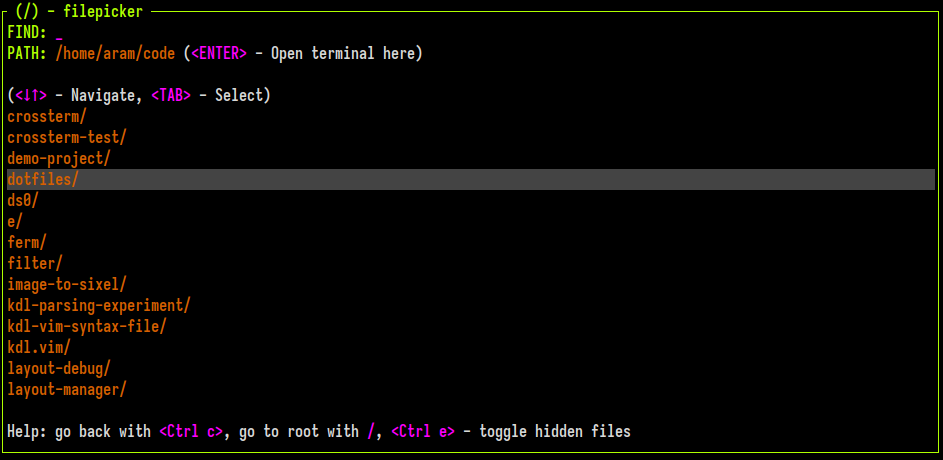 (/) - filepicker
FIND: _
PATH: /home/aram/code (<ENTER> - Open terminal here)
(<↓↑> - Navigate, <TAB> - Select)
crossterm/
crossterm-test/
demo-project/
dotfiles/
ds0/
e/
ferm/
filter/
image-to-sixel/
kdl-parsing-experiment/
kdl-vim-syntax-file/
kdl.vim/
layout-debug/
layout-manager/
Help: go back with <Ctrl c>, go to root with /, <Ctrl e> - toggle hidden files